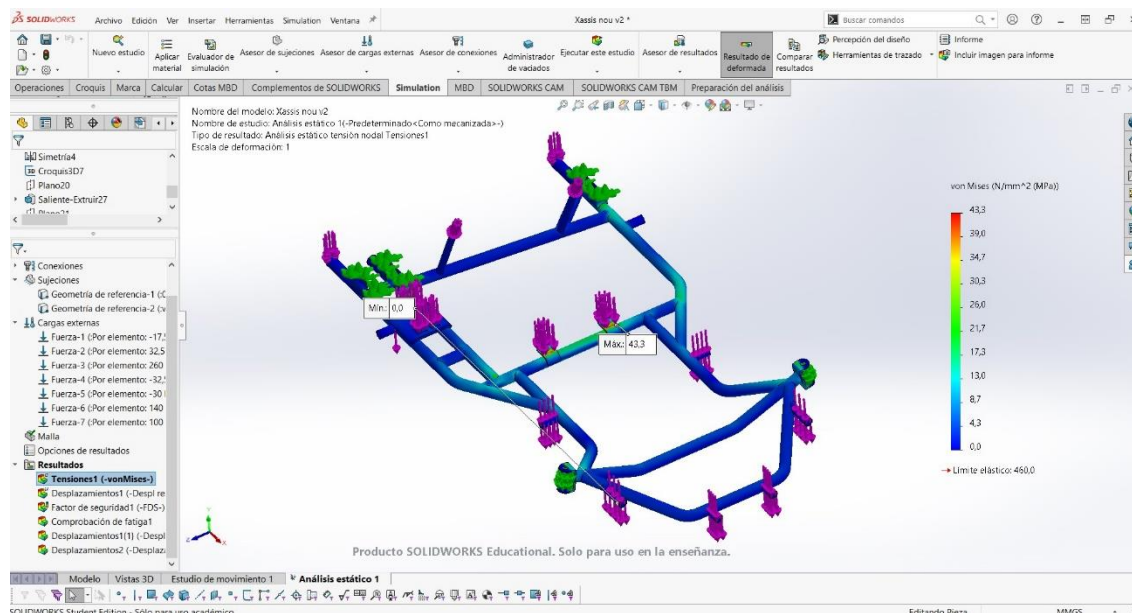 SOLIDWORKS
Archivo Edición Ver Insertar Herramientas Simulation Ventana
Xassis nou v2 *
Buscar comandos
Nuevo estudio
Aplicar material
Evaluador de simulación
Asesor de sujeciones
Asesor de cargas externas
Asesor de conexiones
Administrador de vaciados
Ejecutar este estudio
Asesor de resultados
Resultado de deformada
Comparar resultados
Percepción del diseño
Herramientas de trazado
Informe
Incluir imagen para informe
Operaciones Croquis Marca Calcular Cotas MBD Complementos de SOLIDWORKS Simulation MBD SOLIDWORKS CAM SOLIDWORKS CAM TBM Preparación del análisis
Nombre del modelo: Xassis nou v2
Nombre de estudio: Análisis estático 1(-Predeterminado<Como mecanizada>-)
Tipo de resultado: Análisis estático tensión nodal Tensiones1
Escala de deformación: 1
Simetría4
Croquis3D7
Plano20
Saliente-Extruir27
Plano21
Conexiones
Sujeciones
Geometría de referencia-1 (:C
Geometría de referencia-2 (:v
Cargas externas
Fuerza-1 (:Por elemento: -17,5
Fuerza-2 (:Por elemento: 32,5
Fuerza-3 (:Por elemento: 260
Fuerza-4 (:Por elemento: -32,
Fuerza-5 (:Por elemento: -30
Fuerza-6 (:Por elemento: 140
Fuerza-7 (:Por elemento: 100
Malla
Opciones de resultados
Resultados
Tensiones1 (-vonMises-)
Desplazamientos1 (-Despl re
Factor de seguridad1 (-FDS-)
Comprobación de fatiga1
Desplazamientos1(1) (-Despl
Desplazamientos2 (-Desplaz
Mín.: 0,0
Máx.: 43,3
von Mises (N/mm^2 (MPa))
43,3
39,0
34,7
30,3
26,0
21,7
17,3
13,0
8,7
4,3
0,0
Límite elástico: 460,0
Producto SOLIDWORKS Educational. Solo para uso en la enseñanza.
Modelo Vistas 3D Estudio de movimiento 1 Análisis estático 1
SOLIDWORKS Student Edition - Sólo para uso académico
Editando Pieza
MMGS